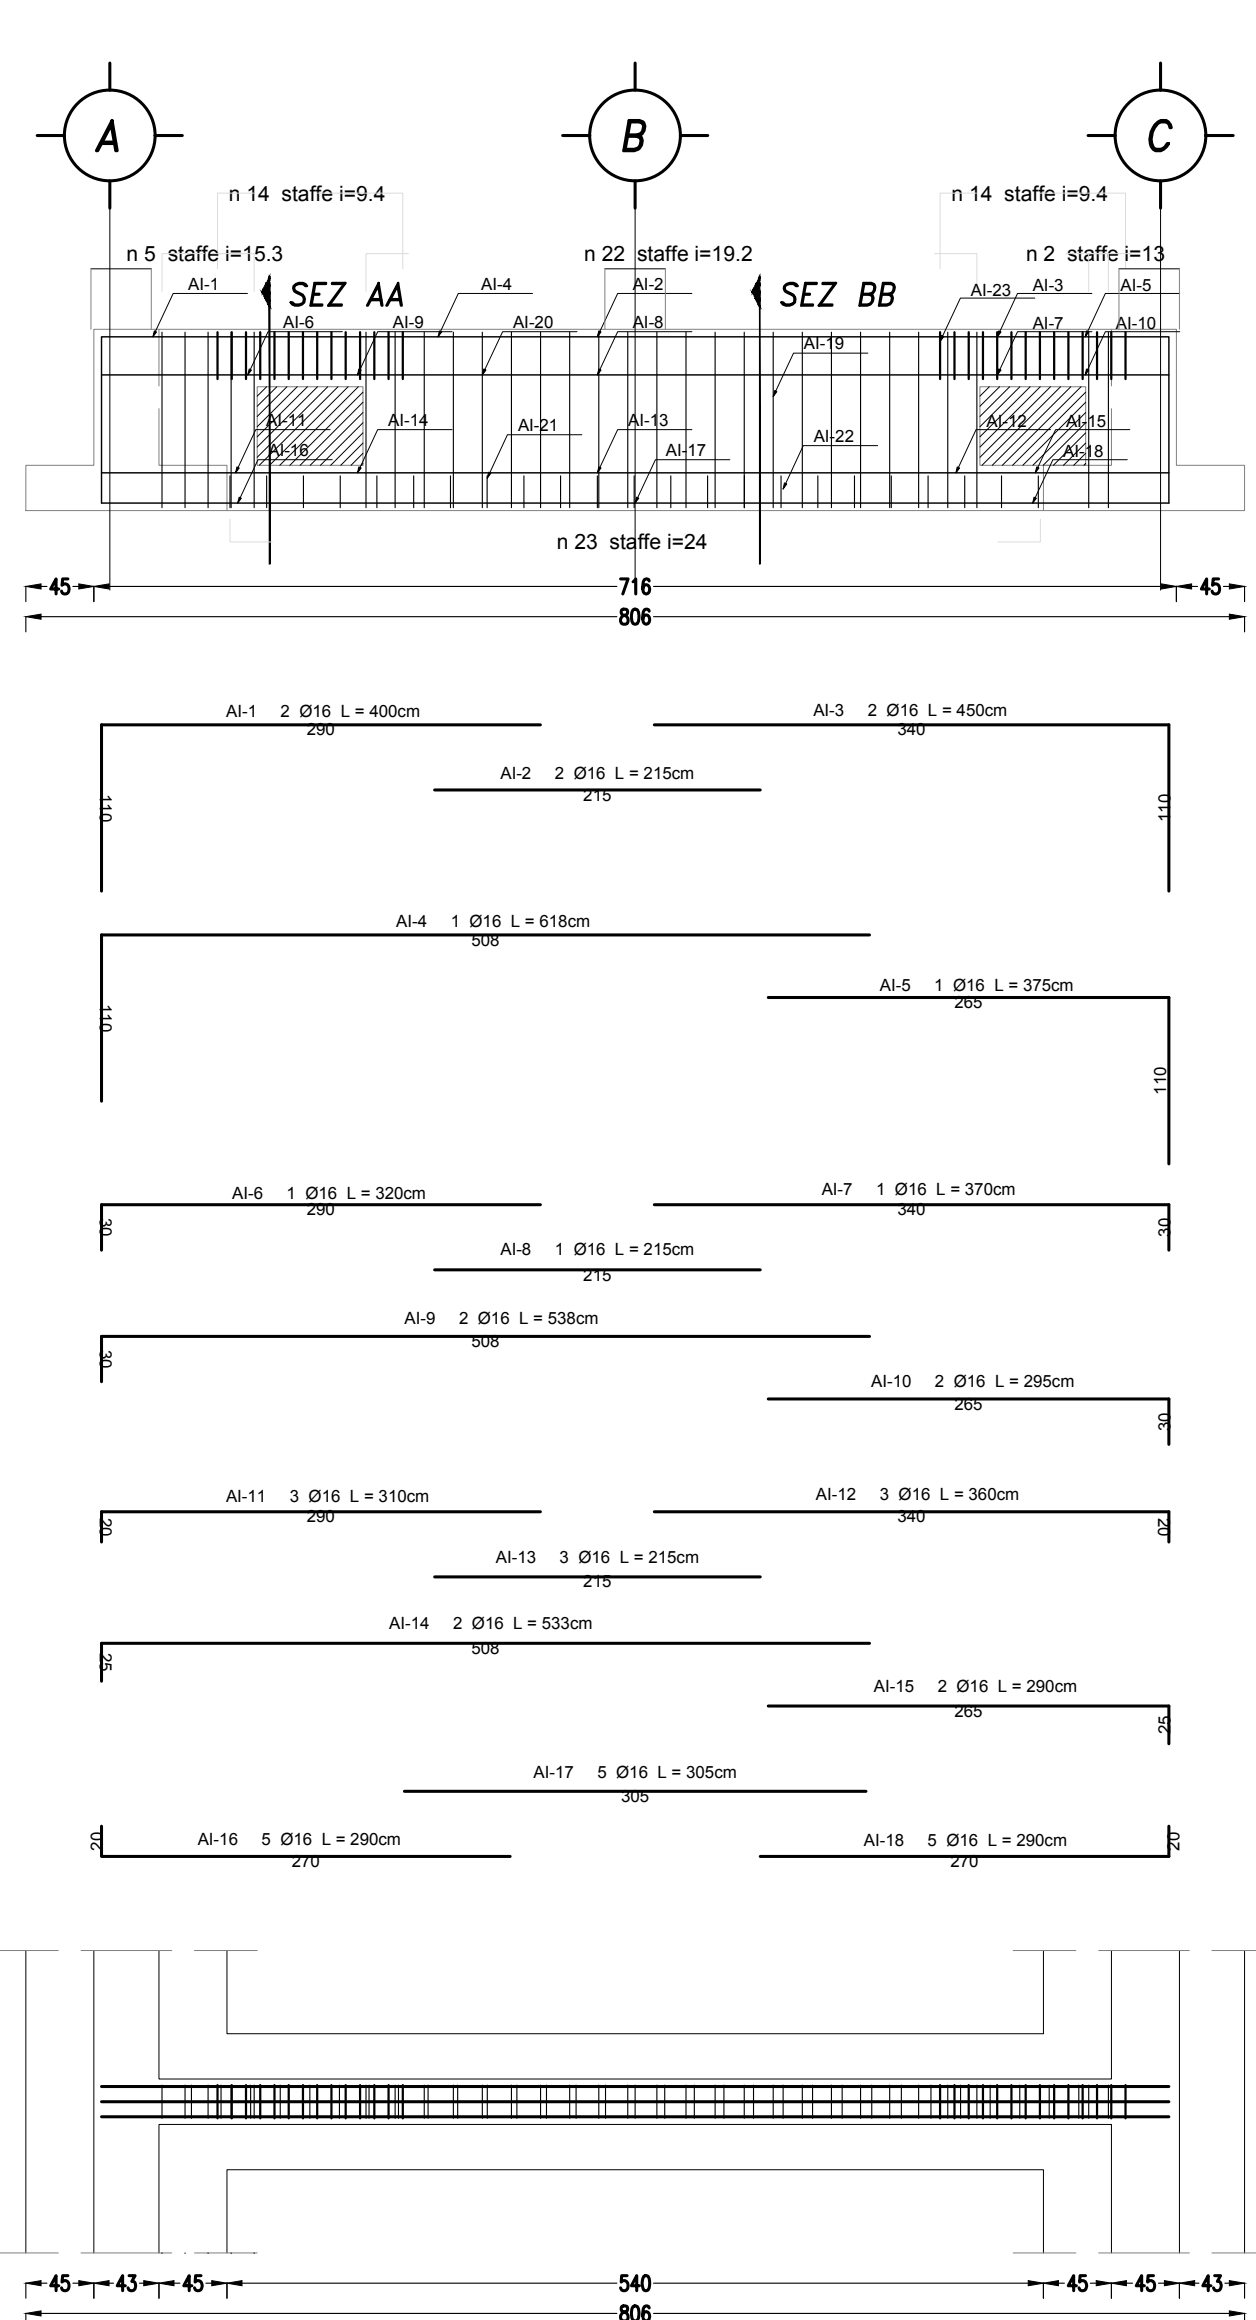 A B C
n 14 staffe i=9.4 n 14 staffe i=9.4
n 5 staffe i=15.3 n 22 staffe i=19.2 n 2 staffe i=13
AI-1 SEZ AA AI-4 AI-2 SEZ BB AI-23 AI-3 AI-5
AI-6 AI-9 AI-20 AI-8 AI-7 AI-10
AI-19
AI-11 AI-14 AI-21 AI-13 AI-12 AI-15
AI-22
AI-16 AI-17 AI-18
n 23 staffe i=24
45 716 45
806
AI-1 2 Ø16 L = 400cm AI-3 2 Ø16 L = 450cm
290 340
AI-2 2 Ø16 L = 215cm
215
110 110
AI-4 1 Ø16 L = 618cm
508
AI-5 1 Ø16 L = 375cm
265
110
110
AI-6 1 Ø16 L = 320cm AI-7 1 Ø16 L = 370cm
290 340
30 30
AI-8 1 Ø16 L = 215cm
215
AI-9 2 Ø16 L = 538cm
508
30
AI-10 2 Ø16 L = 295cm
265
30
AI-11 3 Ø16 L = 310cm AI-12 3 Ø16 L = 360cm
290 340
20 20
AI-13 3 Ø16 L = 215cm
215
AI-14 2 Ø16 L = 533cm
508
25
AI-15 2 Ø16 L = 290cm
265
25
AI-17 5 Ø16 L = 305cm
305
20 AI-16 5 Ø16 L = 290cm AI-18 5 Ø16 L = 290cm 20
270 270
45 43 45 540 45 45 43
806